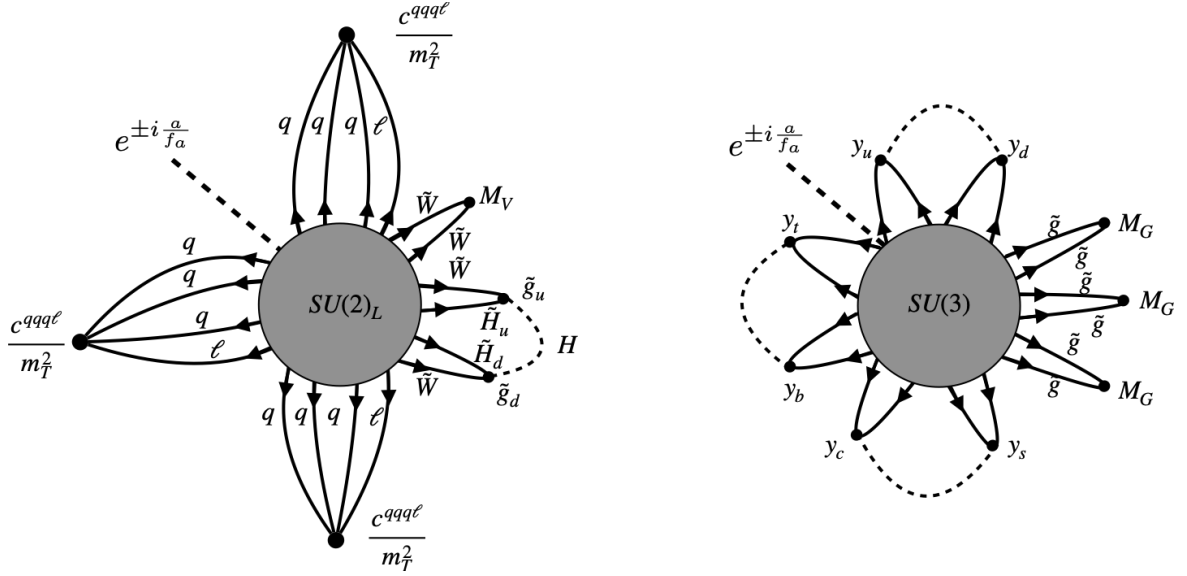 c^{qqqℓ}
m_T^2
q q q ℓ
e^{±i a/f_a}
W̃
M_V
W̃
W̃
g̃_u
H̃_u
H
H̃_d
W̃
g̃_d
SU(2)_L
q
q
q
ℓ
c^{qqqℓ}
m_T^2
q q q ℓ
c^{qqqℓ}
m_T^2
e^{±i a/f_a}
y_u
y_d
y_t
g̃
M_G
g̃
SU(3)
g̃
M_G
g̃
g̃
M_G
g̃
y_b
y_c
y_s